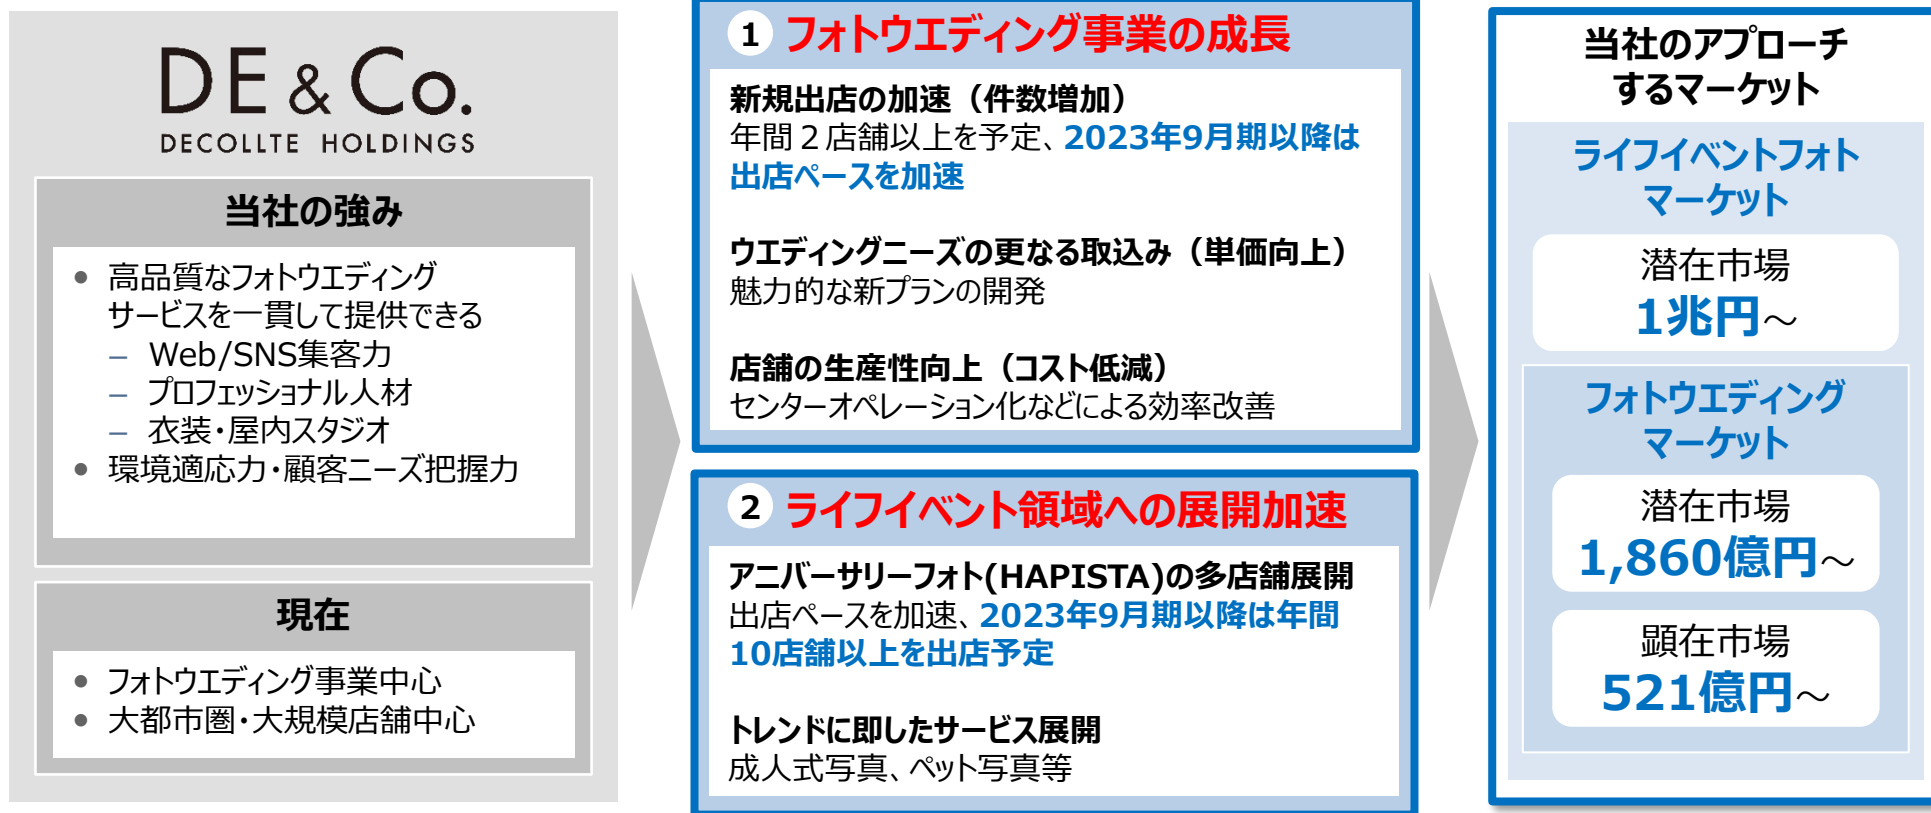 DE & Co.
DECOLLTE HOLDINGS
当社の強み
● 高品質なフォトウエディング
サービスを一貫して提供できる
– Web/SNS集客力
– プロフェッショナル人材
– 衣装・屋内スタジオ
● 環境適応力・顧客ニーズ把握力
現在
● フォトウエディング事業中心
● 大都市圏・大規模店舗中心
1 フォトウエディング事業の成長
新規出店の加速（件数増加）
年間２店舗以上を予定、2023年9月期以降は
出店ペースを加速
ウエディングニーズの更なる取込み（単価向上）
魅力的な新プランの開発
店舗の生産性向上（コスト低減）
センターオペレーション化などによる効率改善
2 ライフイベント領域への展開加速
アニバーサリーフォト(HAPISTA)の多店舗展開
出店ペースを加速、2023年9月期以降は年間
10店舗以上を出店予定
トレンドに即したサービス展開
成人式写真、ペット写真等
当社のアプローチ
するマーケット
ライフイベントフォト
マーケット
潜在市場
1兆円～
フォトウエディング
マーケット
潜在市場
1,860億円～
顕在市場
521億円～